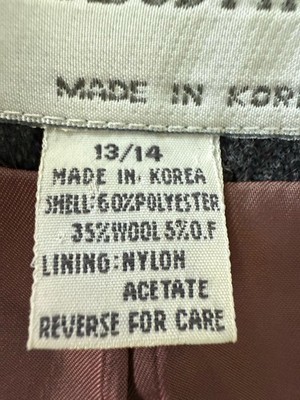 MADE IN KOR
13/14
MADE IN KOREA
SHELL:60%POLYESTER
35%WOOL 5%O.F
LINING:NYLON
ACETATE
REVERSE FOR CARE